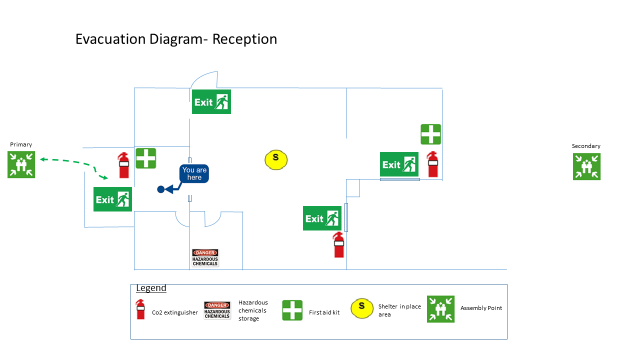 Evacuation Diagram- Reception
Exit
Primary
Secondary
S
Exit
You are
here
Exit
Exit
DANGER
HAZARDOUS
CHEMICALS
Legend
Co2 extinguisher
DANGER
HAZARDOUS
CHEMICALS
Hazardous
chemicals
storage
First aid kit
S
Shelter in place
area
Assembly Point